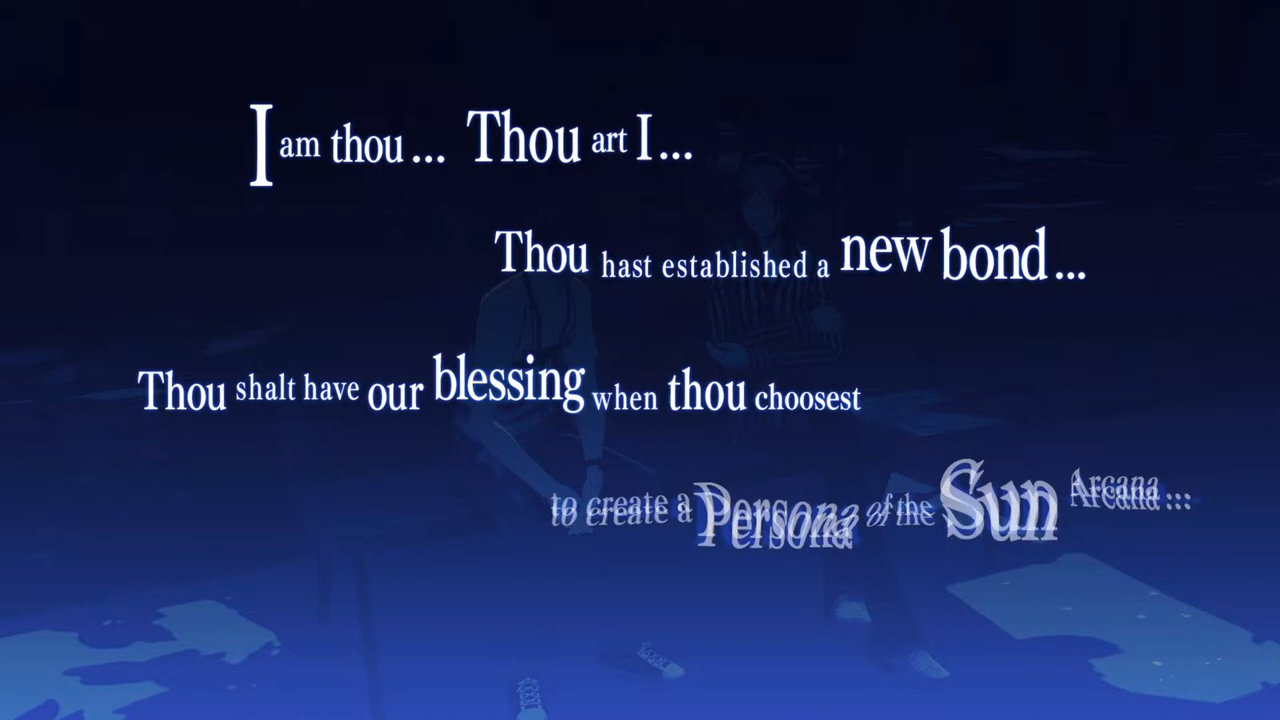 I am thou... Thou art I...
Thou hast established a new bond...
Thou shalt have our blessing when thou choosest
to create a Persona of the Sun Arcana...